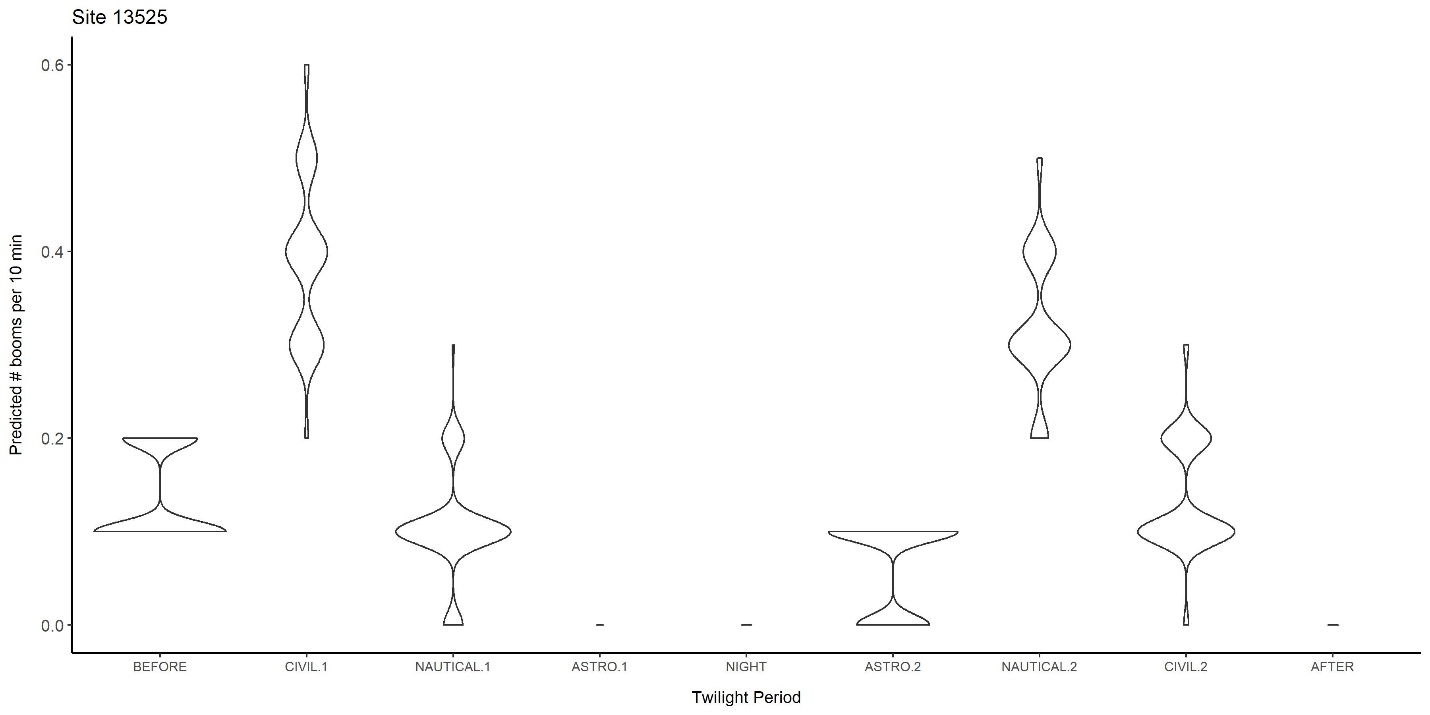 Site 13525
Predicted # booms per 10 min
0.6
0.4
0.2
0.0
BEFORE
CIVIL.1
NAUTICAL.1
ASTRO.1
NIGHT
ASTRO.2
NAUTICAL.2
CIVIL.2
AFTER
Twilight Period